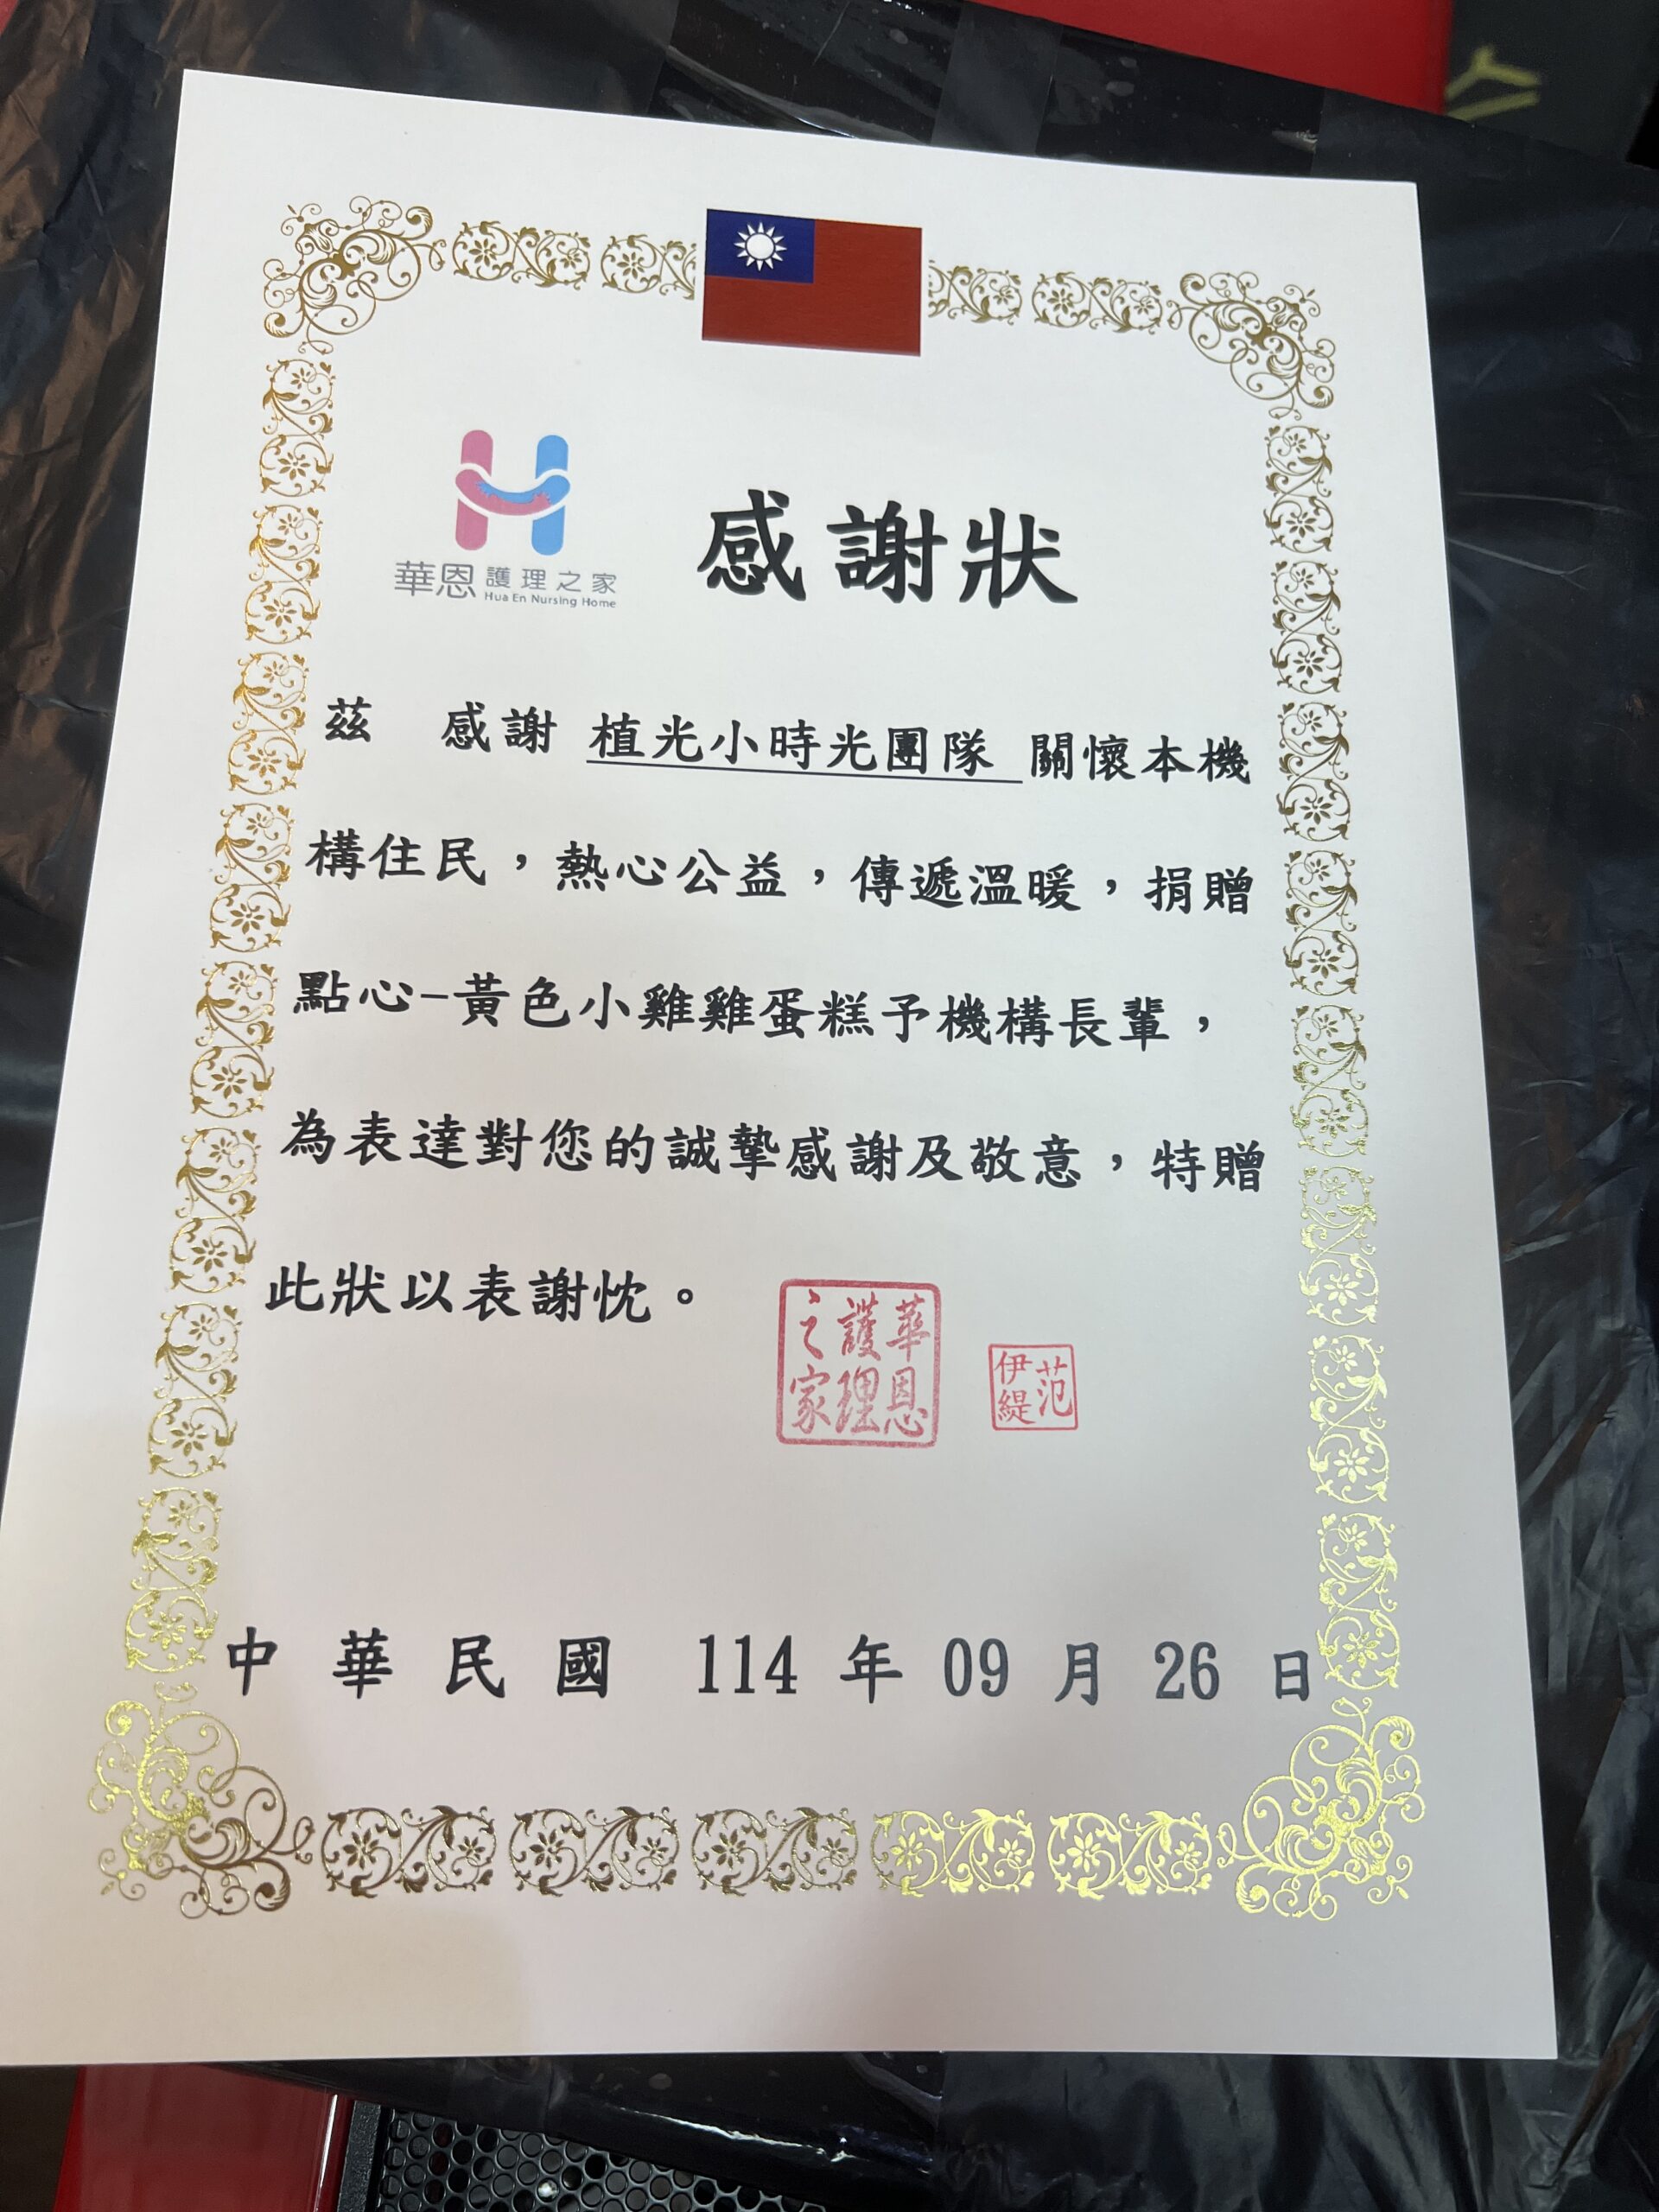 華恩護理之家
Hua En Nursing Home
感謝狀
茲　感謝 植光小時光團隊 關懷本機
構住民，熱心公益，傳遞溫暖，捐贈
點心-黃色小雞雞蛋糕予機構長輩，
為表達對您的誠摯感謝及敬意，特贈
此狀以表謝忱。
華恩護理之家
范伊緹
中華民國 114 年 09 月 26 日